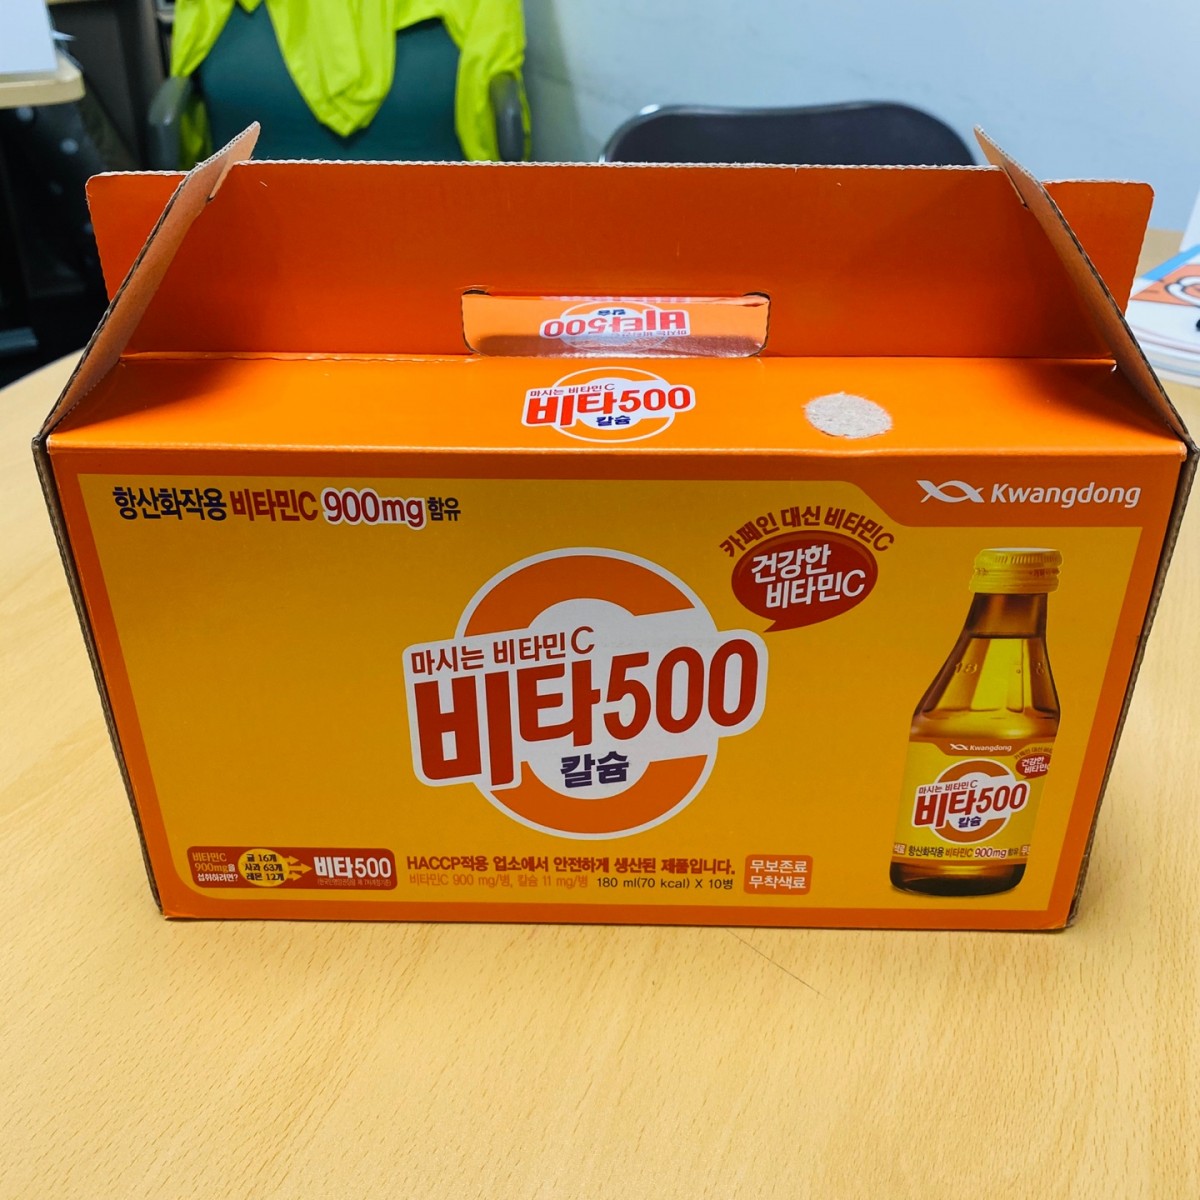 비타500
칼슘
마시는 비타민C
비타500
칼슘
항산화작용 비타민C 900mg 함유
Kwangdong
카페인 대신 비타민C
건강한
비타민C
마시는 비타민C
비타500
칼슘
Kwangdong
건강한
비타민C
마시는 비타민C
비타500
칼슘
항산화작용 비타민C 900mg 함유
비타민C
900mg을
섭취하려면?
귤 16개
사과 63개
레몬 12개
비타500
HACCP적용 업소에서 안전하게 생산된 제품입니다.
비타민C 900 mg/병, 칼슘 11 mg/병 180 ml(70 kcal) X 10병
무보존료
무착색료